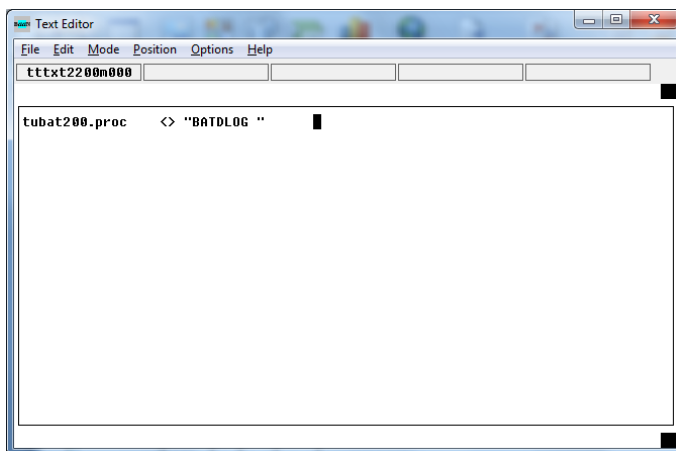 Text Editor
File Edit Mode Position Options Help
tttxt2200m000
tubat200.proc <> "BATDLOG "